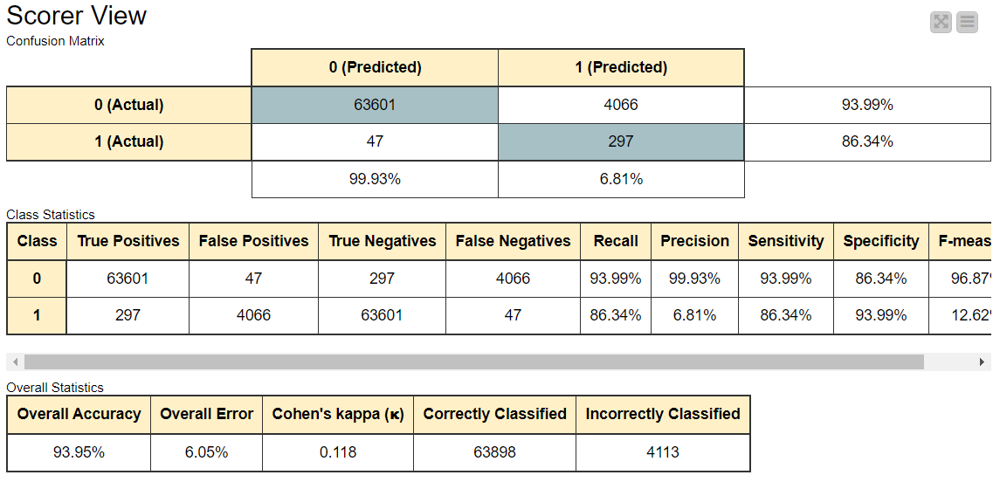 Scorer View
Confusion Matrix
0 (Predicted) 1 (Predicted)
0 (Actual) 63601 4066 93.99%
1 (Actual) 47 297 86.34%
99.93% 6.81%
Class Statistics
Class True Positives False Positives True Negatives False Negatives Recall Precision Sensitivity Specificity F-meas
0 63601 47 297 4066 93.99% 99.93% 93.99% 86.34% 96.87%
1 297 4066 63601 47 86.34% 6.81% 86.34% 93.99% 12.62%
Overall Statistics
Overall Accuracy Overall Error Cohen's kappa (κ) Correctly Classified Incorrectly Classified
93.95% 6.05% 0.118 63898 4113